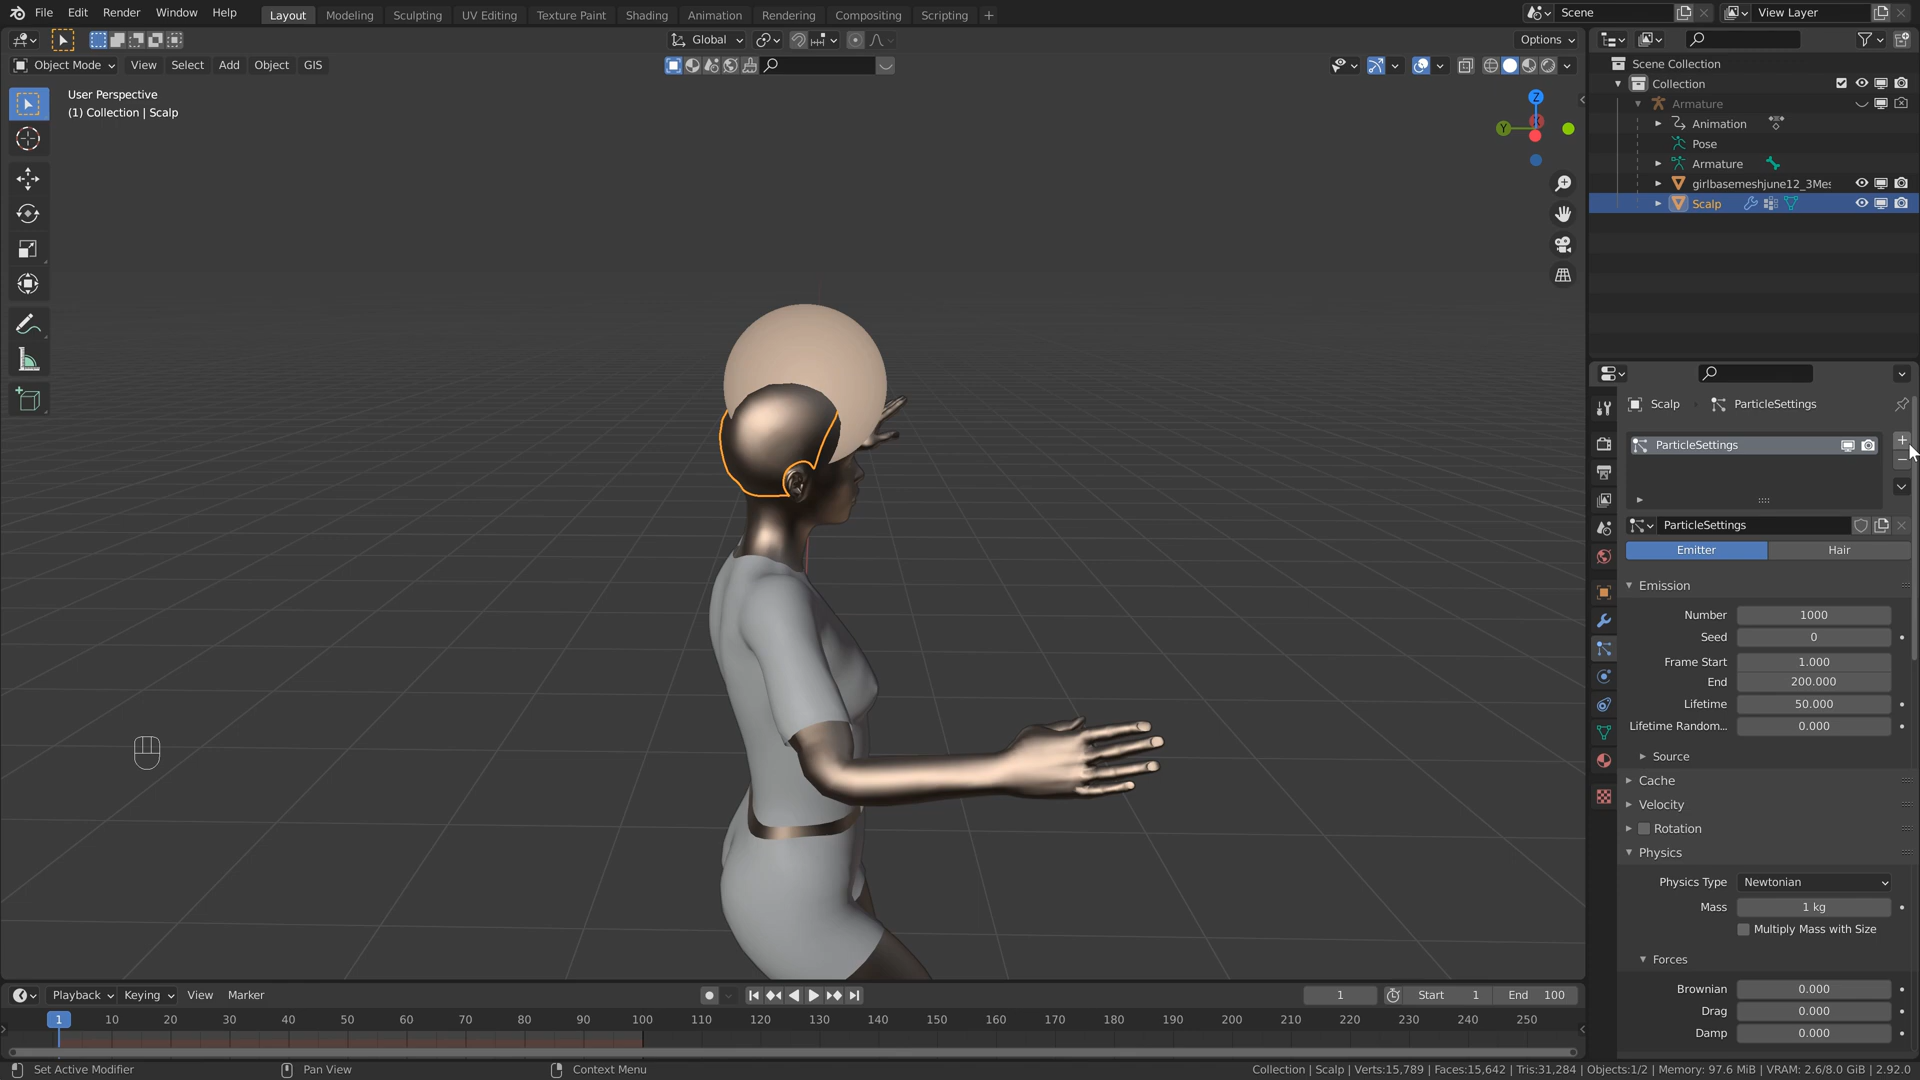 File Edit Render Window Help
Layout Modeling Sculpting UV Editing Texture Paint Shading Animation Rendering Compositing Scripting
Scene
View Layer
Global
Options
Object Mode View Select Add Object GIS
User Perspective
(1) Collection | Scalp
Z
Y
Scene Collection
Collection
Armature
Animation
Pose
Armature
girlbasemeshjune12_3Mes
Scalp
Scalp ParticleSettings
ParticleSettings
ParticleSettings
Emitter Hair
Emission
Number 1000
Seed 0
Frame Start 1.000
End 200.000
Lifetime 50.000
Lifetime Random... 0.000
Source
Cache
Velocity
Rotation
Physics
Physics Type Newtonian
Mass 1 kg
Multiply Mass with Size
Forces
Brownian 0.000
Drag 0.000
Damp 0.000
Playback Keying View Marker
1 Start 1 End 100
1 10 20 30 40 50 60 70 80 90 100 110 120 130 140 150 160 170 180 190 200 210 220 230 240 250
Set Active Modifier Pan View Context Menu
Collection | Scalp | Verts:15,789 | Faces:15,642 | Tris:31,284 | Objects:1/2 | Memory: 97.6 MiB | VRAM: 2.6/8.0 GiB | 2.92.0